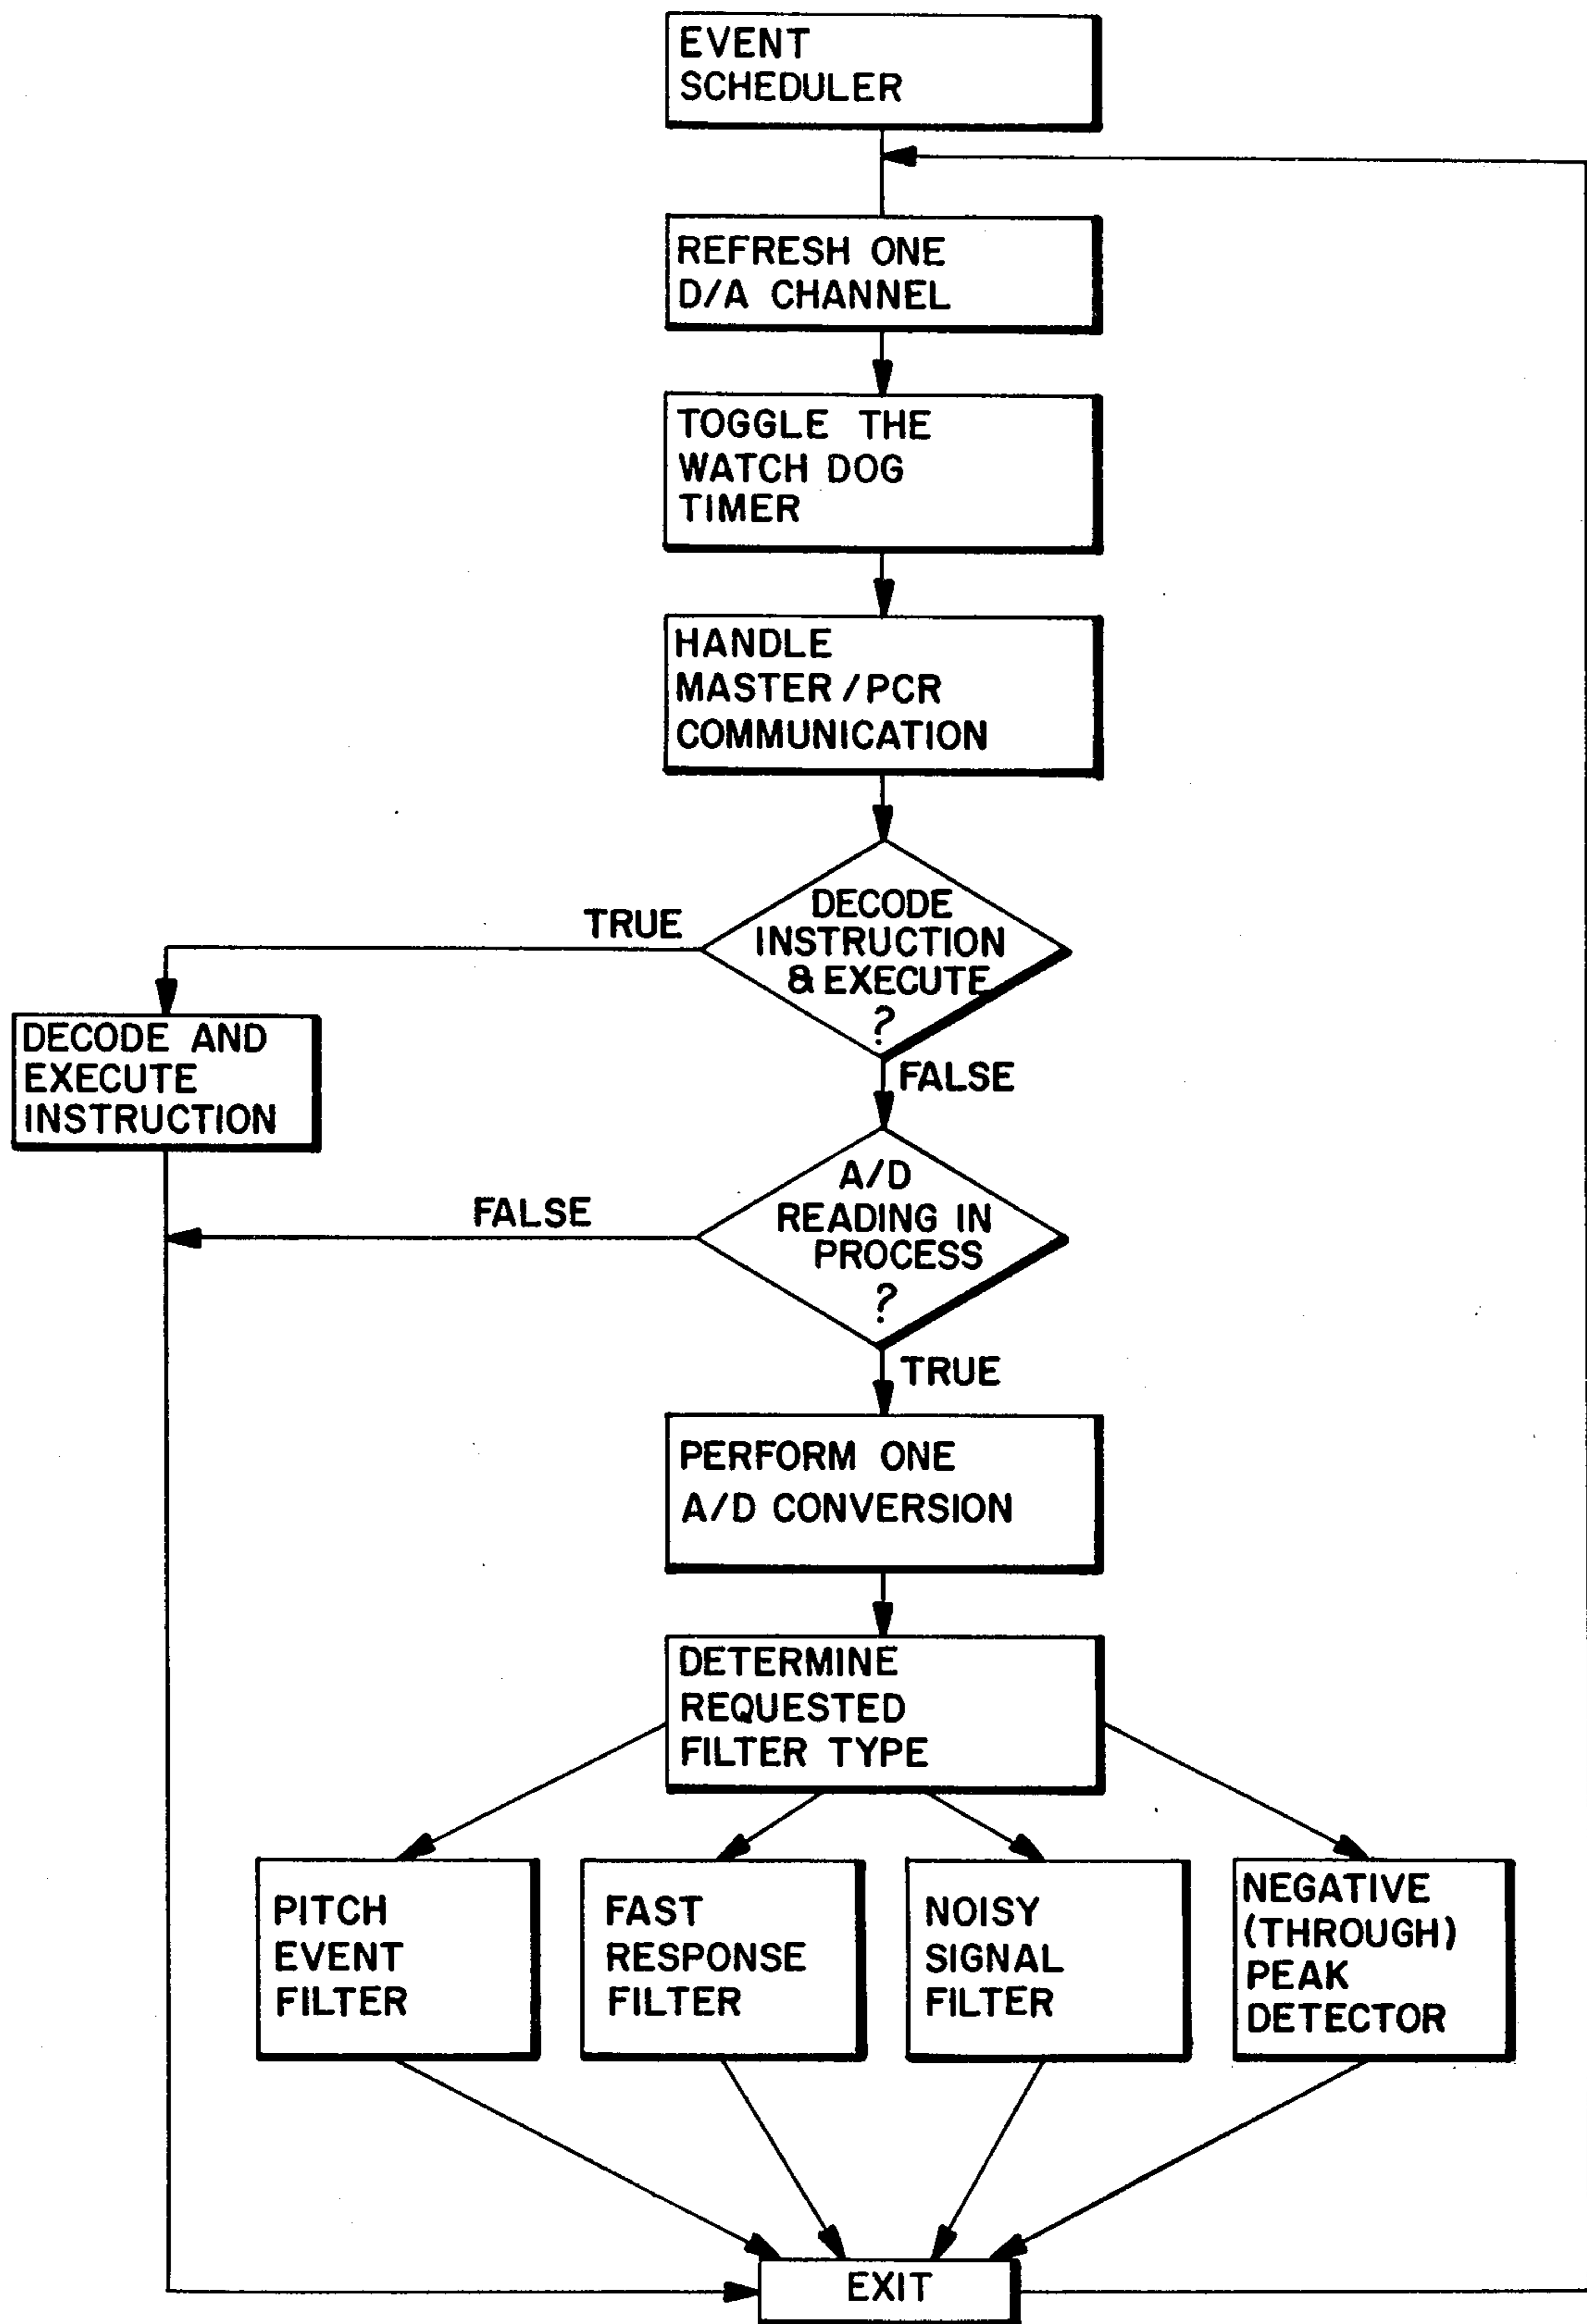 EVENT
SCHEDULER
REFRESH ONE
D/A CHANNEL
TOGGLE THE
WATCH DOG
TIMER
HANDLE
MASTER/PCR
COMMUNICATION
DECODE
INSTRUCTION
& EXECUTE
?
TRUE
DECODE AND
EXECUTE
INSTRUCTION
FALSE
A/D
READING IN
PROCESS
?
FALSE
TRUE
PERFORM ONE
A/D CONVERSION
DETERMINE
REQUESTED
FILTER TYPE
PITCH
EVENT
FILTER
FAST
RESPONSE
FILTER
NOISY
SIGNAL
FILTER
NEGATIVE
(THROUGH)
PEAK
DETECTOR
EXIT